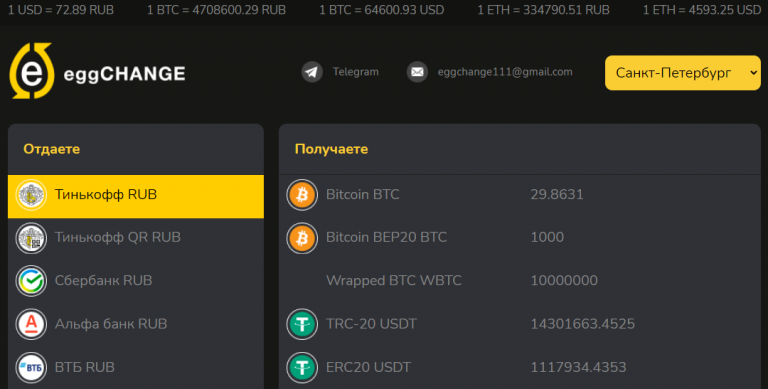 1 USD = 72.89 RUB 1 BTC = 4708600.29 RUB 1 BTC = 64600.93 USD 1 ETH = 334790.51 RUB 1 ETH = 4593.25 USD
eggCHANGE Telegram eggchange111@gmail.com Санкт-Петербург
Отдаете
Тинькофф RUB
Тинькофф QR RUB
Сбербанк RUB
Альфа банк RUB
ВТБ ВТБ RUB
Получаете
Bitcoin BTC 29.8631
Bitcoin BEP20 BTC 1000
Wrapped BTC WBTC 10000000
TRC-20 USDT 14301663.4525
ERC20 USDT 1117934.4353